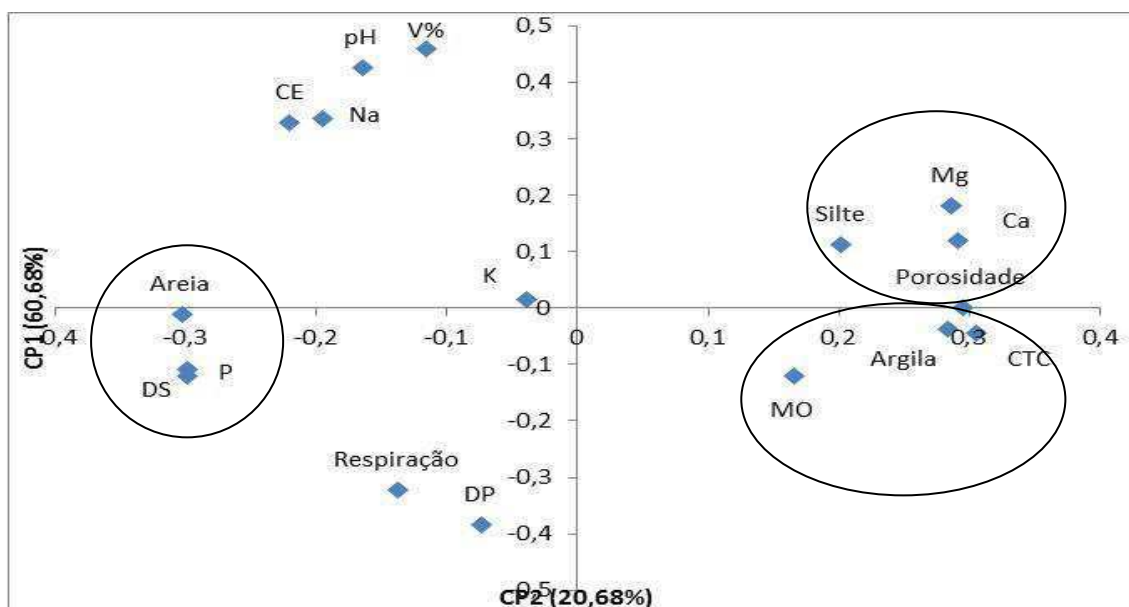 0,5
pH V%
0,4
CE
Na
0,3
0,2
Mg
Silte
Ca
0,1
CP1 (60,68%)
Areia
K
Porosidade
0
-0,4 -0,3 -0,2 -0,1 0 0,1 0,2 0,3 0,4
Argila CTC
-0,1
P
DS
MO
-0,2
Respiração
-0,3
DP
-0,4
-0,5
CP2 (20,68%)